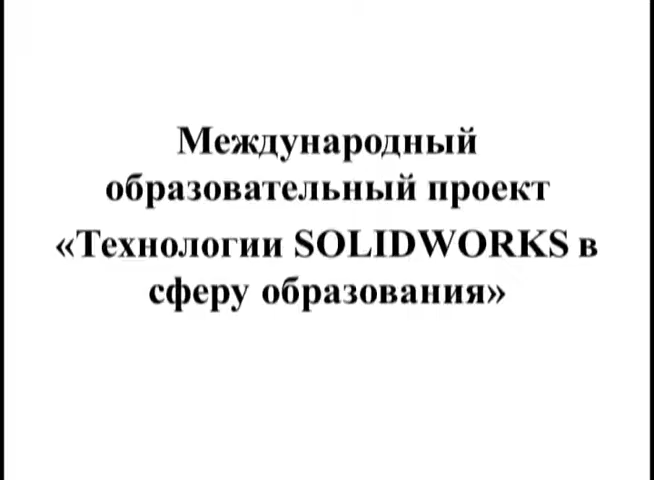 Международный
образовательный проект
«Технологии SOLIDWORKS в
сферу образования»